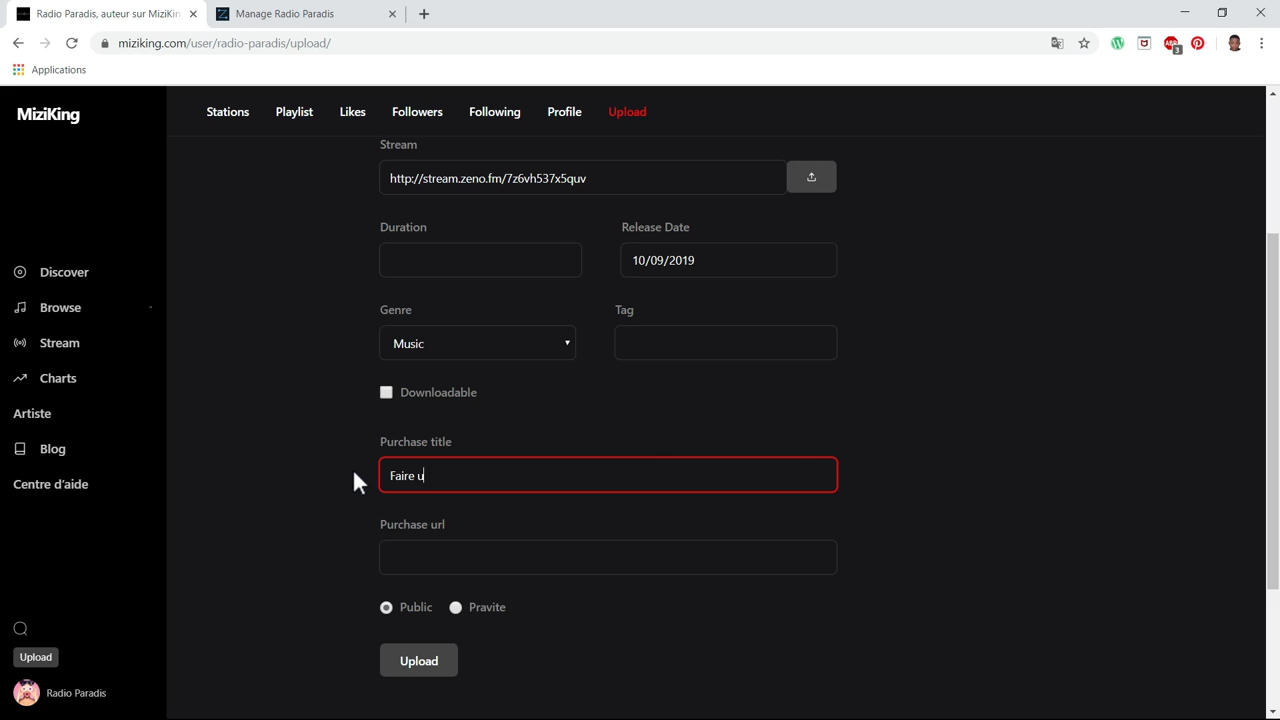 Radio Paradis, auteur sur MiziKin
Manage Radio Paradis
miziking.com/user/radio-paradis/upload/
ABP
3
Applications
MiziKing
Stations
Playlist
Likes
Followers
Following
Profile
Upload
Stream
http://stream.zeno.fm/7z6vh537x5quv
Duration
Release Date
10/09/2019
Genre
Tag
Music
Downloadable
Purchase title
Faire u
Purchase url
Public
Pravite
Upload
Discover
Browse
Stream
Charts
Artiste
Blog
Centre d'aide
Upload
Radio Paradis